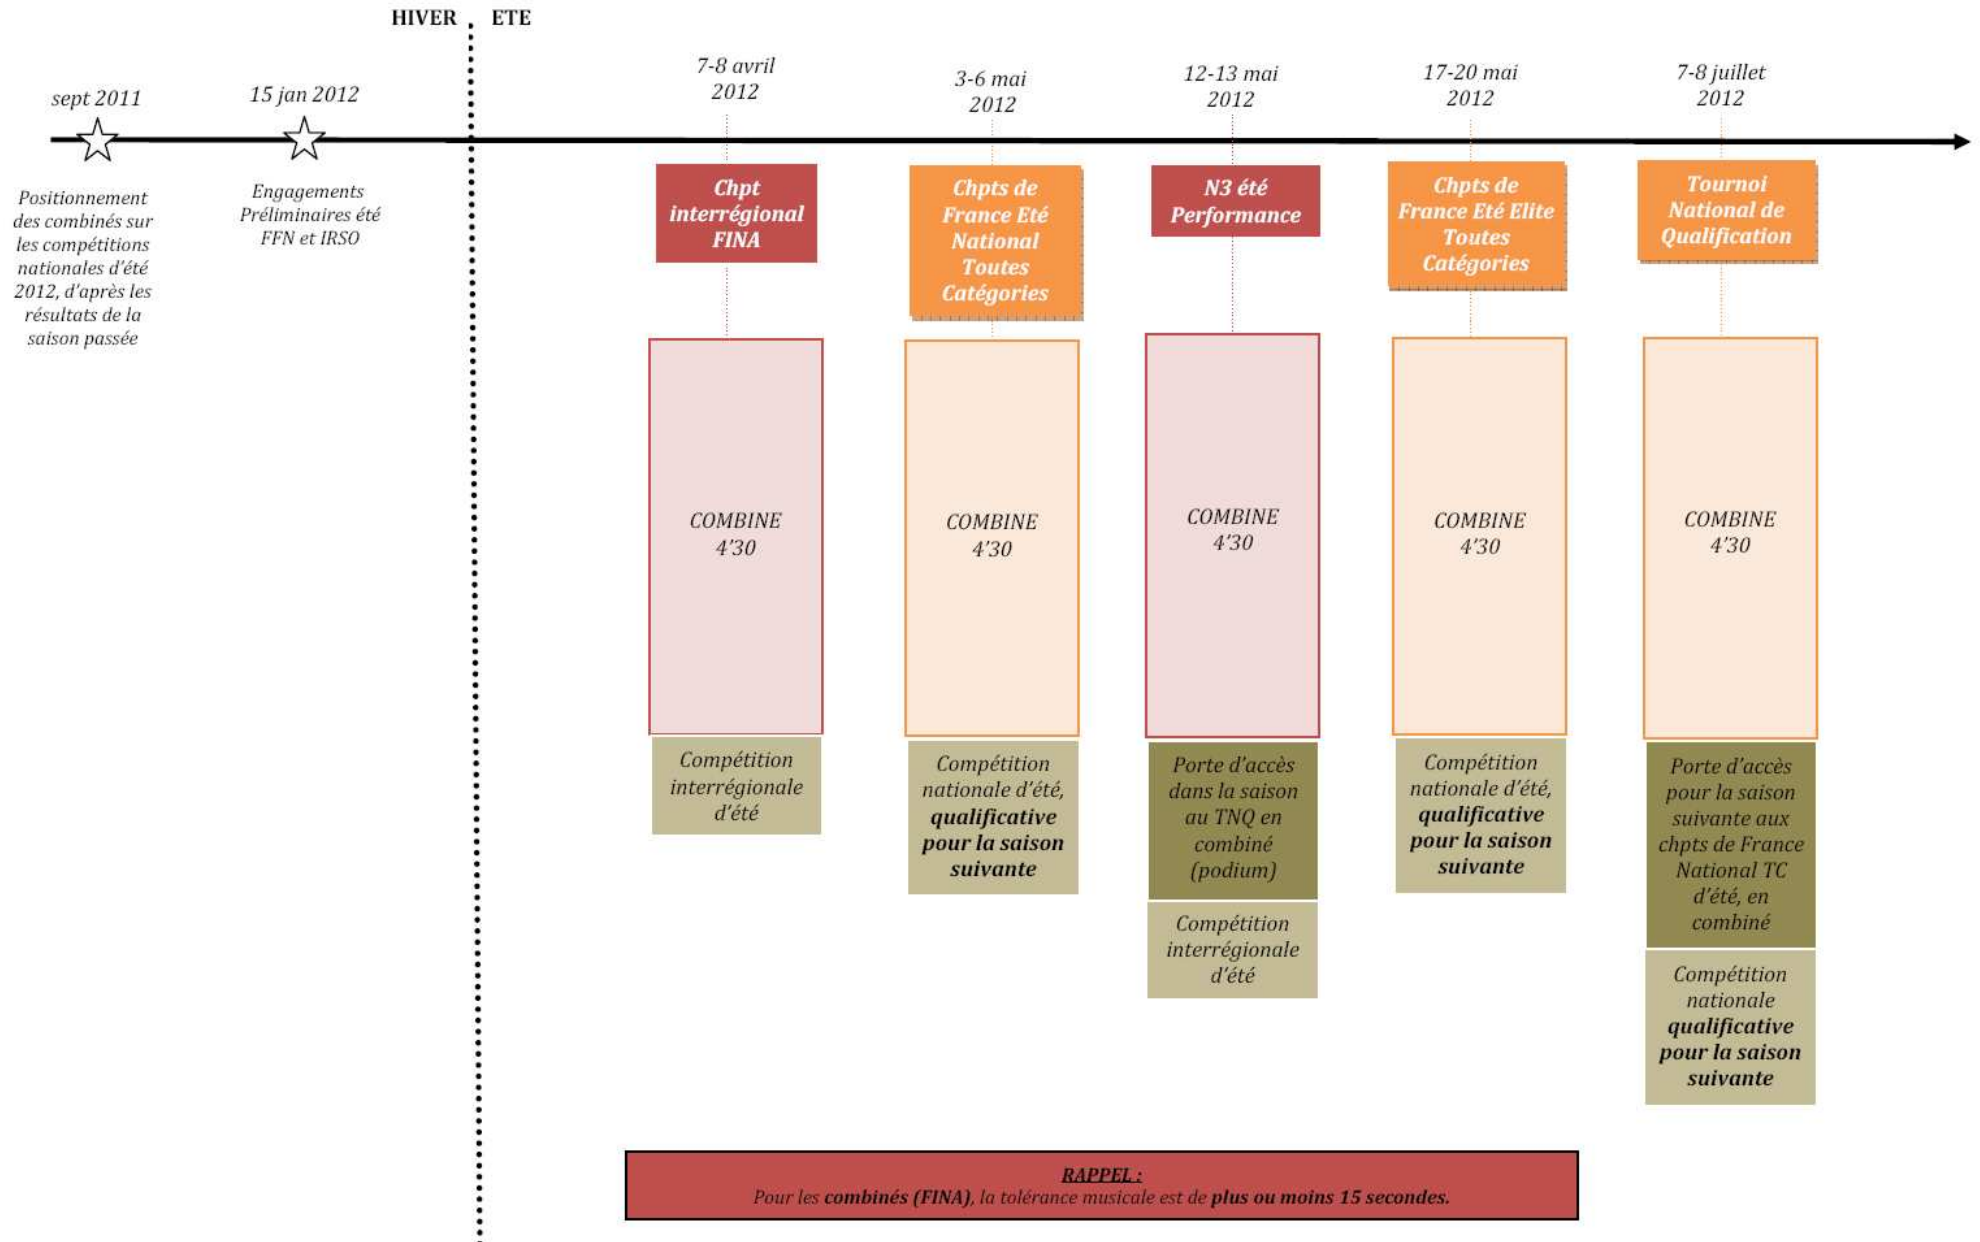 HIVER
ETE
sept 2011
15 jan 2012
7-8 avril
2012
3-6 mai
2012
12-13 mai
2012
17-20 mai
2012
7-8 juillet
2012
Positionnement
des combinés sur
les compétitions
nationales d'été
2012, d'après les
résultats de la
saison passée
Engagements
Préliminaires été
FFN et IRSO
Chpt
interrégional
FINA
Chpts de
France Eté
National
Toutes
Catégories
N3 été
Performance
Chpts de
France Eté Elite
Toutes
Catégories
Tournoi
National de
Qualification
COMBINE
4'30
COMBINE
4'30
COMBINE
4'30
COMBINE
4'30
COMBINE
4'30
Compétition
interrégionale
d'été
Compétition
nationale d'été,
qualificative
pour la saison
suivante
Porte d'accès
dans la saison
au TNQ en
combiné
(podium)
Compétition
interrégionale
d'été
Compétition
nationale d'été,
qualificative
pour la saison
suivante
Porte d'accès
pour la saison
suivante aux
chpts de France
National TC
d'été, en
combiné
Compétition
nationale
qualificative
pour la saison
suivante
RAPPEL :
Pour les combinés (FINA), la tolérance musicale est de plus ou moins 15 secondes.